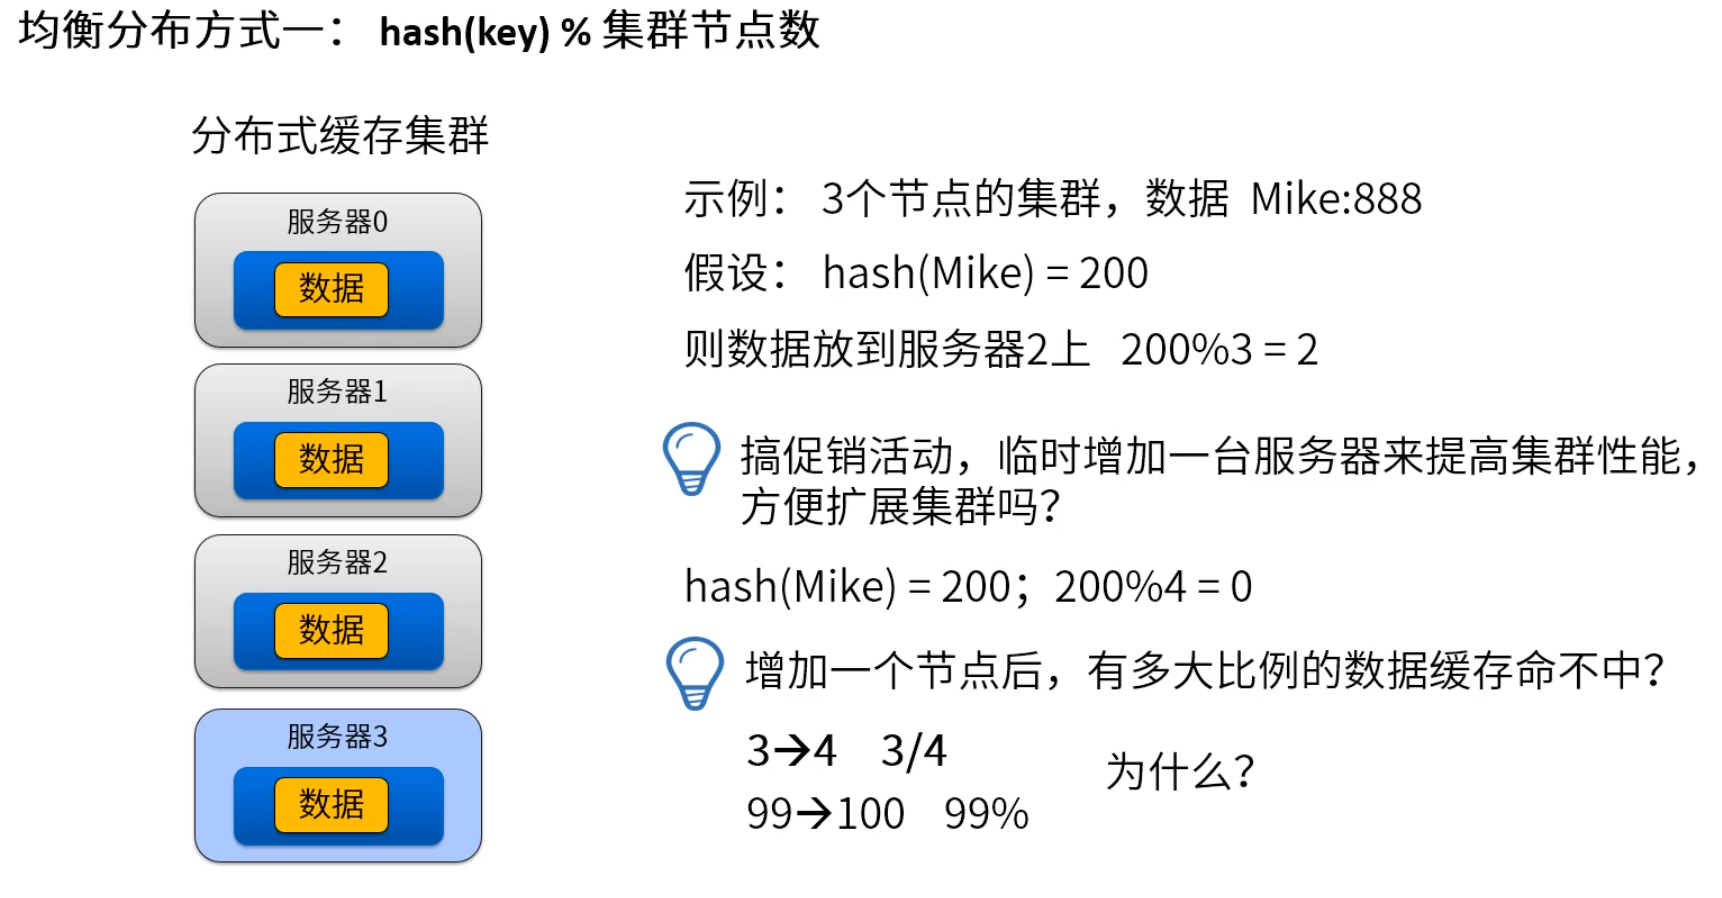 均衡分布方式一： hash(key) % 集群节点数
分布式缓存集群
服务器0
数据
服务器1
数据
服务器2
数据
服务器3
数据
示例： 3个节点的集群，数据 Mike:888
假设： hash(Mike) = 200
则数据放到服务器2上 200%3 = 2
搞促销活动，临时增加一台服务器来提高集群性能，
方便扩展集群吗？
hash(Mike) = 200；200%4 = 0
增加一个节点后，有多大比例的数据缓存命不中？
3→4 3/4
为什么？
99→100 99%